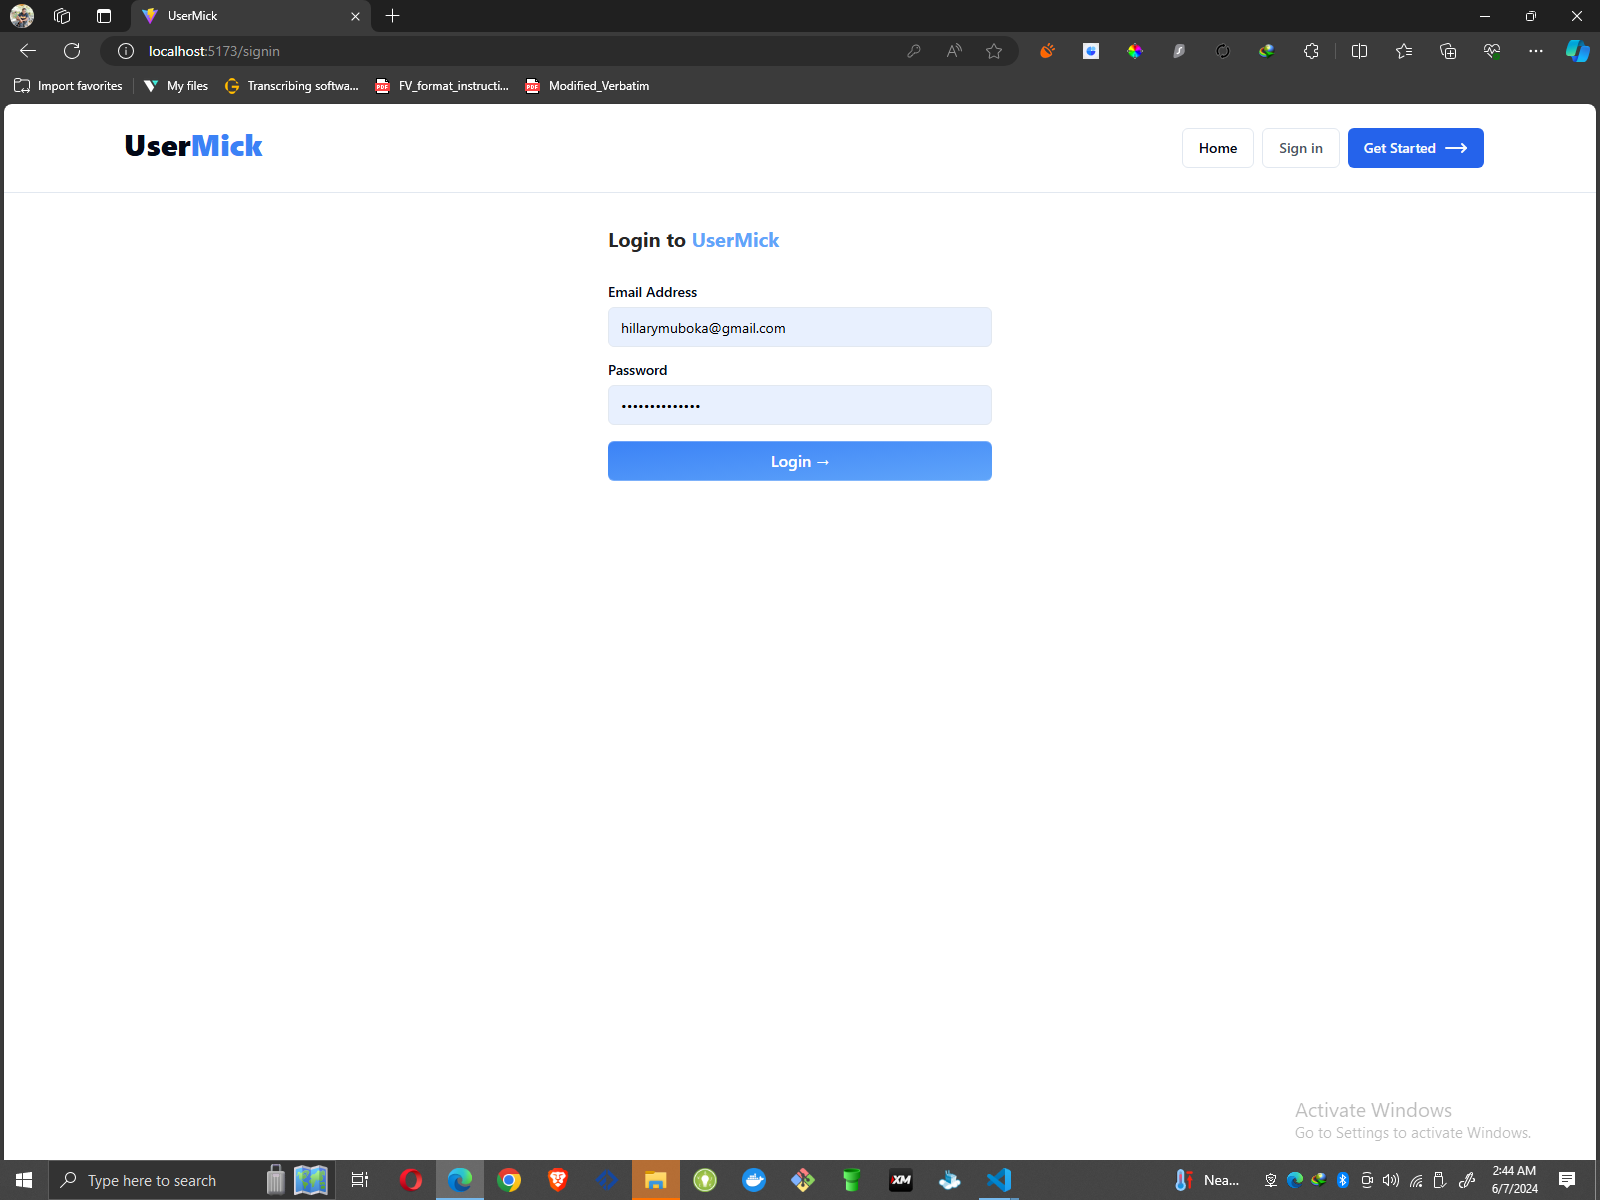 UserMick
localhost:5173/signin
Import favorites
My files
Transcribing softwa...
FV_format_instructi...
Modified_Verbatim
UserMick
Home
Sign in
Get Started
Login to UserMick
Email Address
hillarymuboka@gmail.com
Password
Login →
Activate Windows
Go to Settings to activate Windows.
Type here to search
XM
Nea...
2:44 AM
6/7/2024